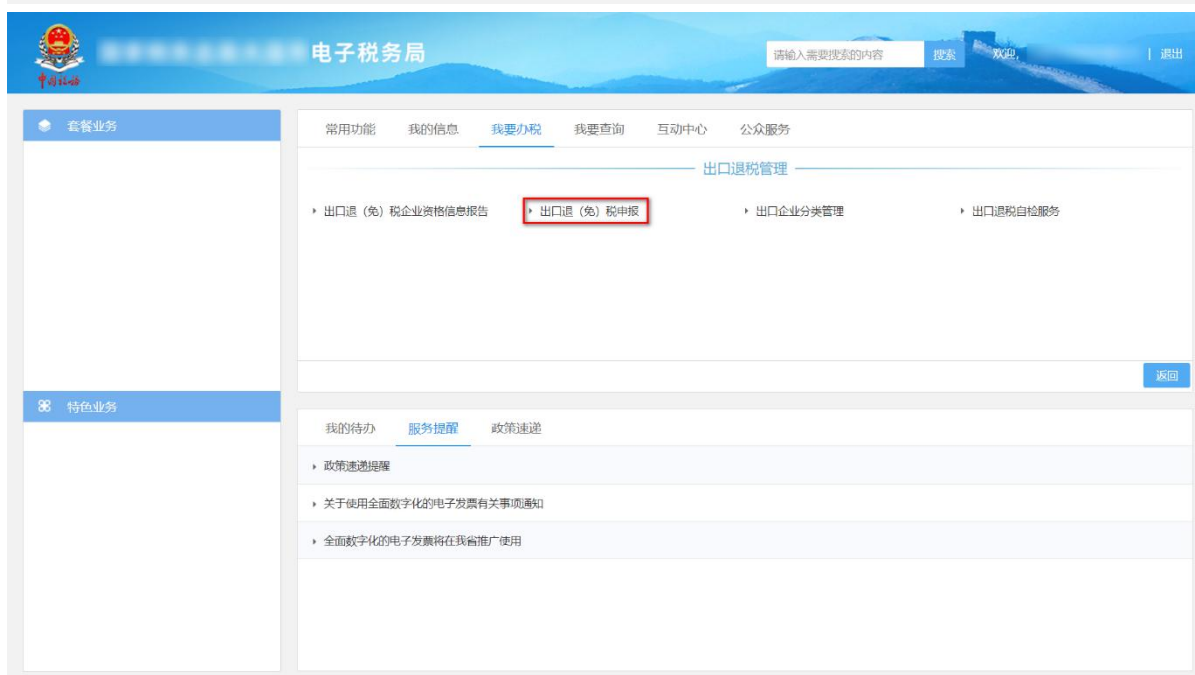 电子税务局
请输入需要搜索的内容 搜索 欢迎, | 退出
中国税务
套餐业务
常用功能 我的信息 我要办税 我要查询 互动中心 公众服务
出口退税管理
出口退（免）税企业资格信息报告 出口退（免）税申报 出口企业分类管理 出口退税自检服务
返回
特色业务
我的待办 服务提醒 政策速递
政策速递提醒
关于使用全面数字化的电子发票有关事项通知
全面数字化的电子发票将在我省推广使用